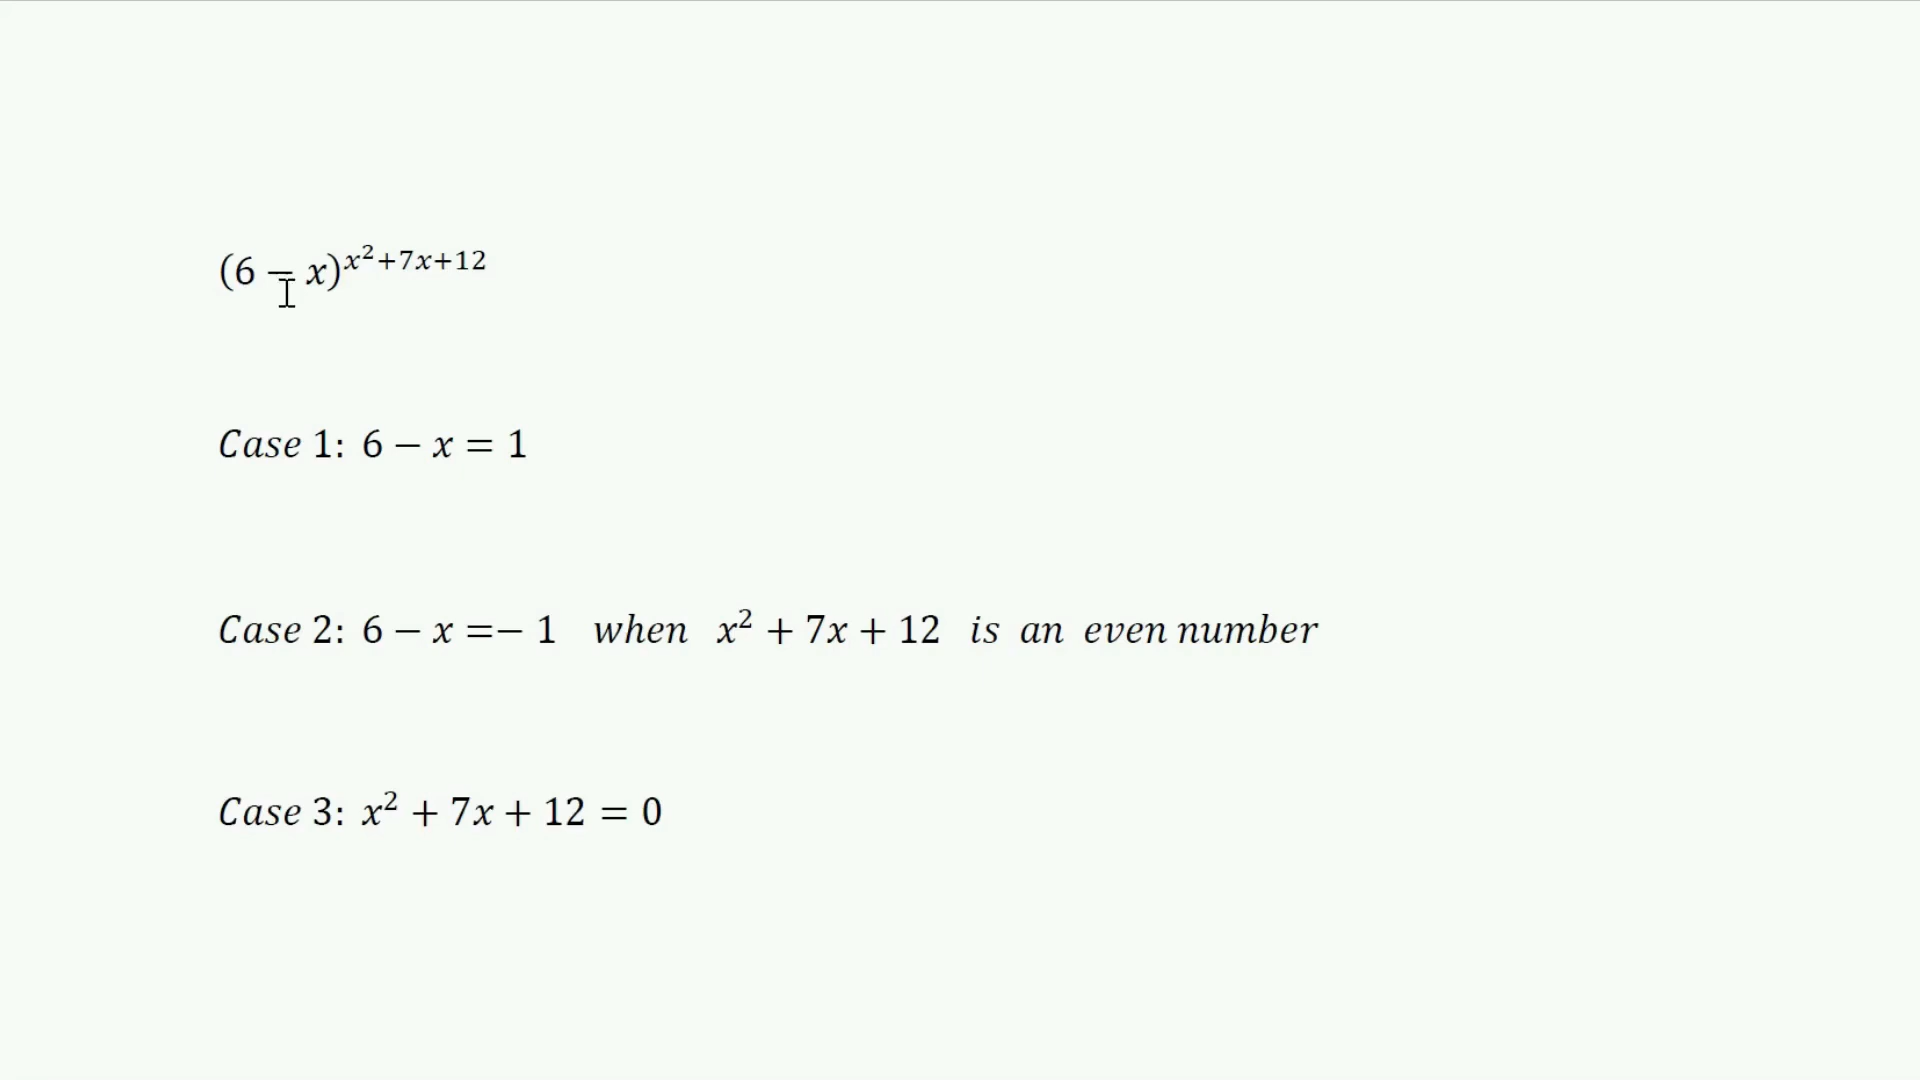 (6 − x)^{x² + 7x + 12}
Case 1: 6 − x = 1
Case 2: 6 − x =− 1 when x² + 7x + 12 is an even number
Case 3: x² + 7x + 12 = 0